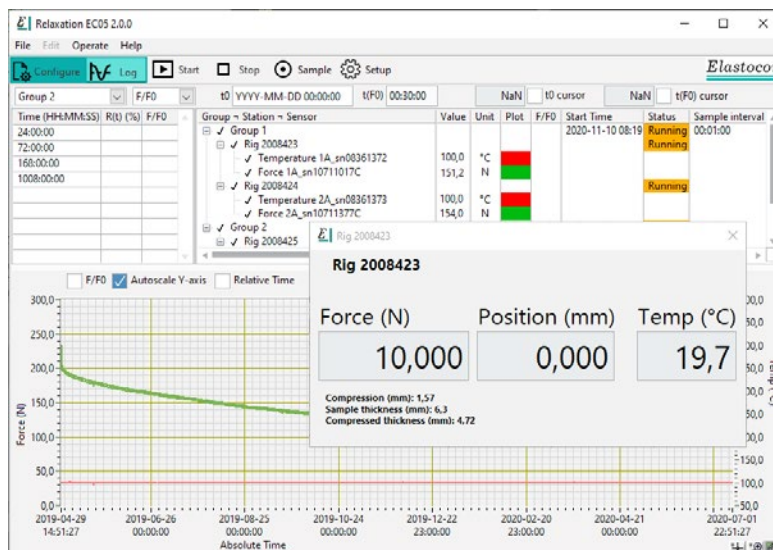 Relaxation EC05 2.0.0
File Edit Operate Help
Configure Log Start Stop Sample Setup Elastocon
Group 2 F/F0 t0 YYYY-MM-DD 00:00:00 t(F0) 00:30:00 NaN t0 cursor NaN t(F0) cursor
Time (HH:MM:SS) R(t) (%) F/F0 Group ¬ Station ¬ Sensor Value Unit Plot F/F0 Start Time Status Sample interval
24:00:00 Group 1 2020-11-10 08:19 Running 00:01:00
72:00:00 Rig 2008423 Running
168:00:00 Temperature 1A_sn08361372 100,0 °C
1008:00:00 Force 1A_sn10711017C 151,2 N
Rig 2008424 Running
Temperature 2A_sn08361373 100,0 °C
Force 2A_sn10711377C 154,0 N
Group 2
Rig 2008425
Rig 2008423
Rig 2008423
Force (N) Position (mm) Temp (°C)
10,000 0,000 19,7
Compression (mm): 1,57
Sample thickness (mm): 6,3
Compressed thickness (mm): 4,72
F/F0 Autoscale Y-axis Relative Time
300,0
250,0
200,0
150,0
100,0
50,0
0,0
Force (N)
100,0
50,0
2019-04-29 2019-06-26 2019-08-25 2019-10-24 2019-12-22 2020-02-20 2020-04-21 2020-07-01
14:51:27 00:00:00 00:00:00 00:00:00 23:00:00 23:00:00 00:00:00 22:51:27
Absolute Time